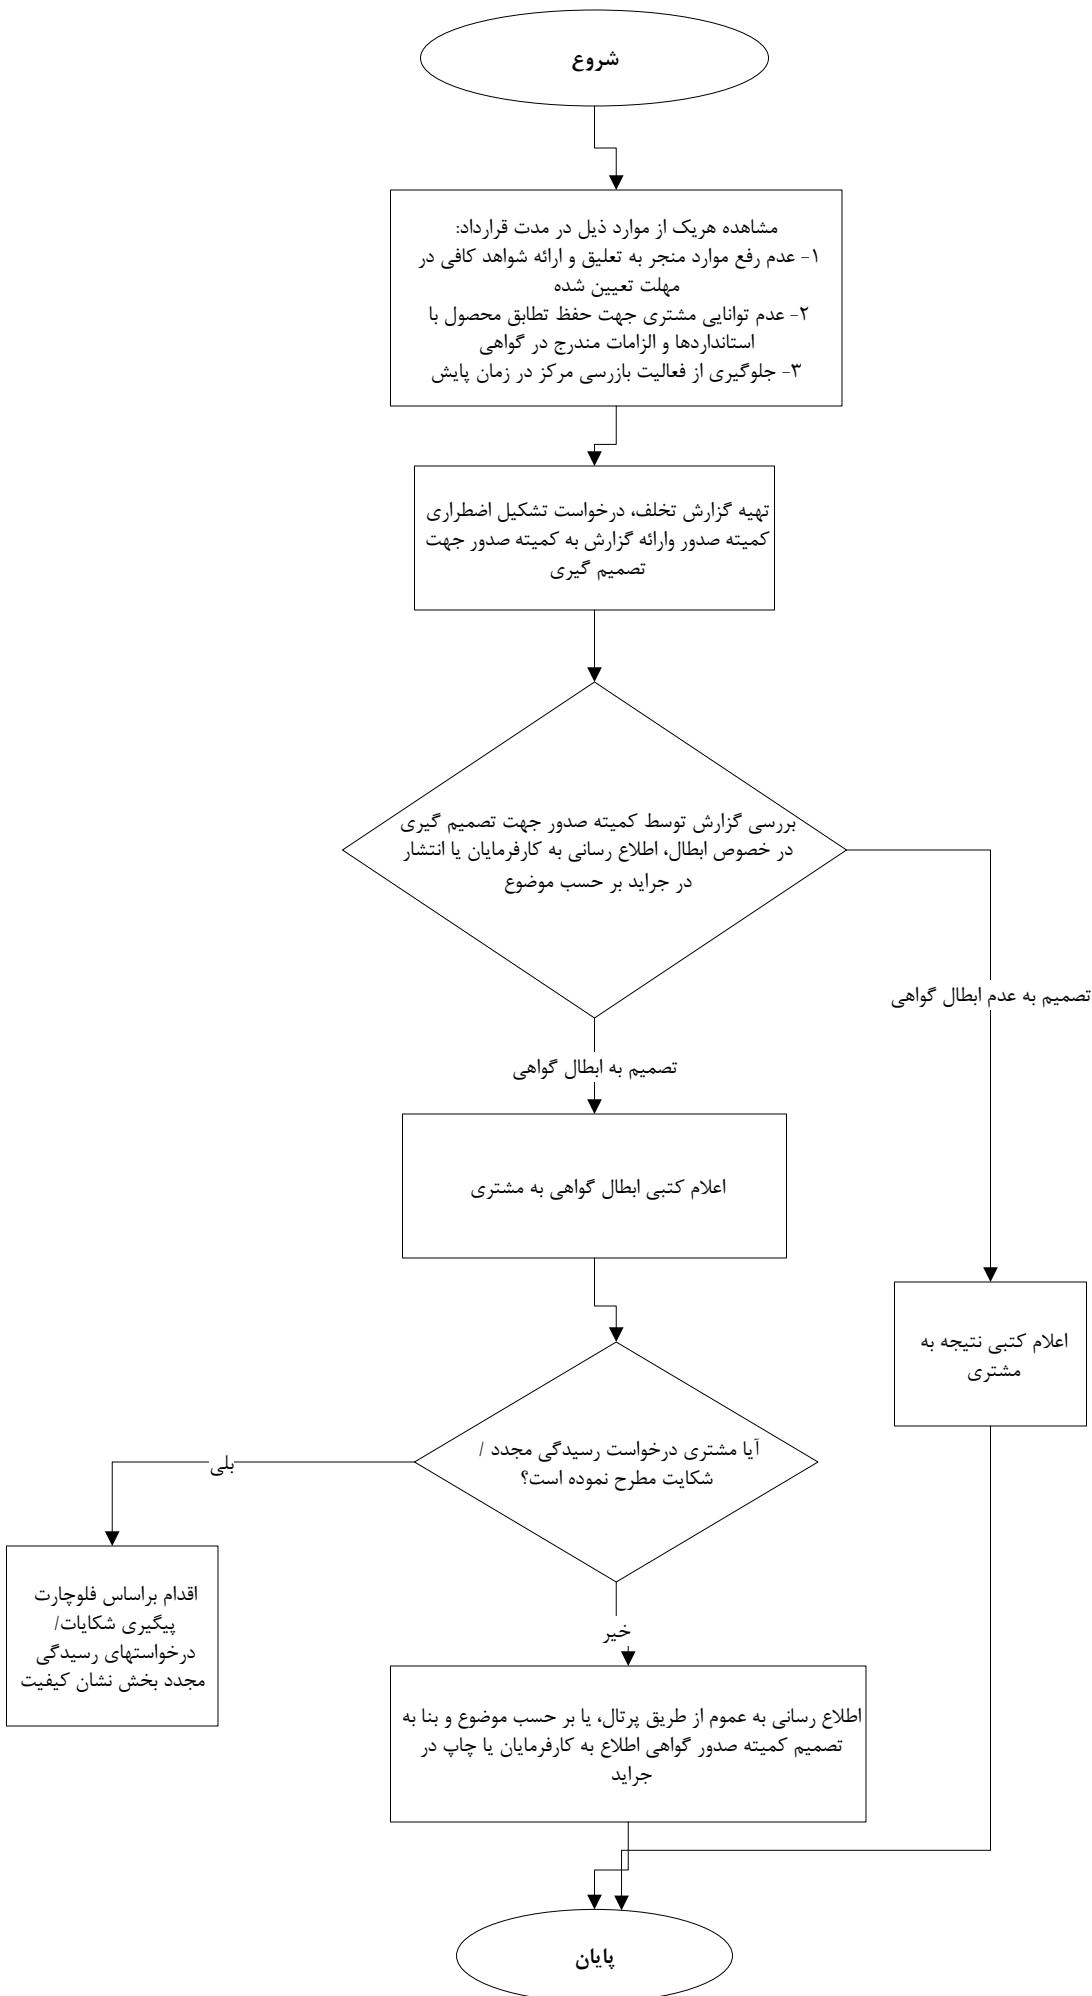 شروع
مشاهده هریک از موارد ذیل در مدت قرارداد:
۱- عدم رفع موارد منجر به تعلیق و ارائه شواهد کافی در
مهلت تعیین شده
۲- عدم توانایی مشتری جهت حفظ تطابق محصول با
استانداردها و الزامات مندرج در گواهی
۳- جلوگیری از فعالیت بازرسی مرکز در زمان پایش
تهیه گزارش تخلف، درخواست تشکیل اضطراری
کمیته صدور وارائه گزارش به کمیته صدور جهت
تصمیم گیری
بررسی گزارش توسط کمیته صدور جهت تصمیم گیری
در خصوص ابطال، اطلاع رسانی به کارفرمایان یا انتشار
در جراید بر حسب موضوع
تصمیم به عدم ابطال گواهی
تصمیم به ابطال گواهی
اعلام کتبی ابطال گواهی به مشتری
اعلام کتبی نتیجه به
مشتری
آیا مشتری درخواست رسیدگی مجدد /
شکایت مطرح نموده است؟
بلی
اقدام براساس فلوچارت
پیگیری شکایات/
درخواستهای رسیدگی
مجدد بخش نشان کیفیت
خیر
اطلاع رسانی به عموم از طریق پرتال، یا بر حسب موضوع و بنا به
تصمیم کمیته صدور گواهی اطلاع به کارفرمایان یا چاپ در
جراید
پایان